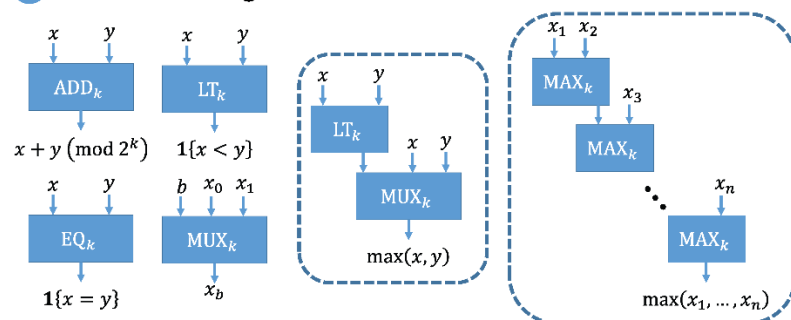 x y
ADD_k
x + y (mod 2^k)
x y
LT_k
1{x < y}
x y
EQ_k
1{x = y}
b x_0 x_1
MUX_k
x_b
x y
LT_k
x y
MUX_k
max(x, y)
x_1 x_2
MAX_k
x_3
MAX_k
x_n
MAX_k
max(x_1, …, x_n)